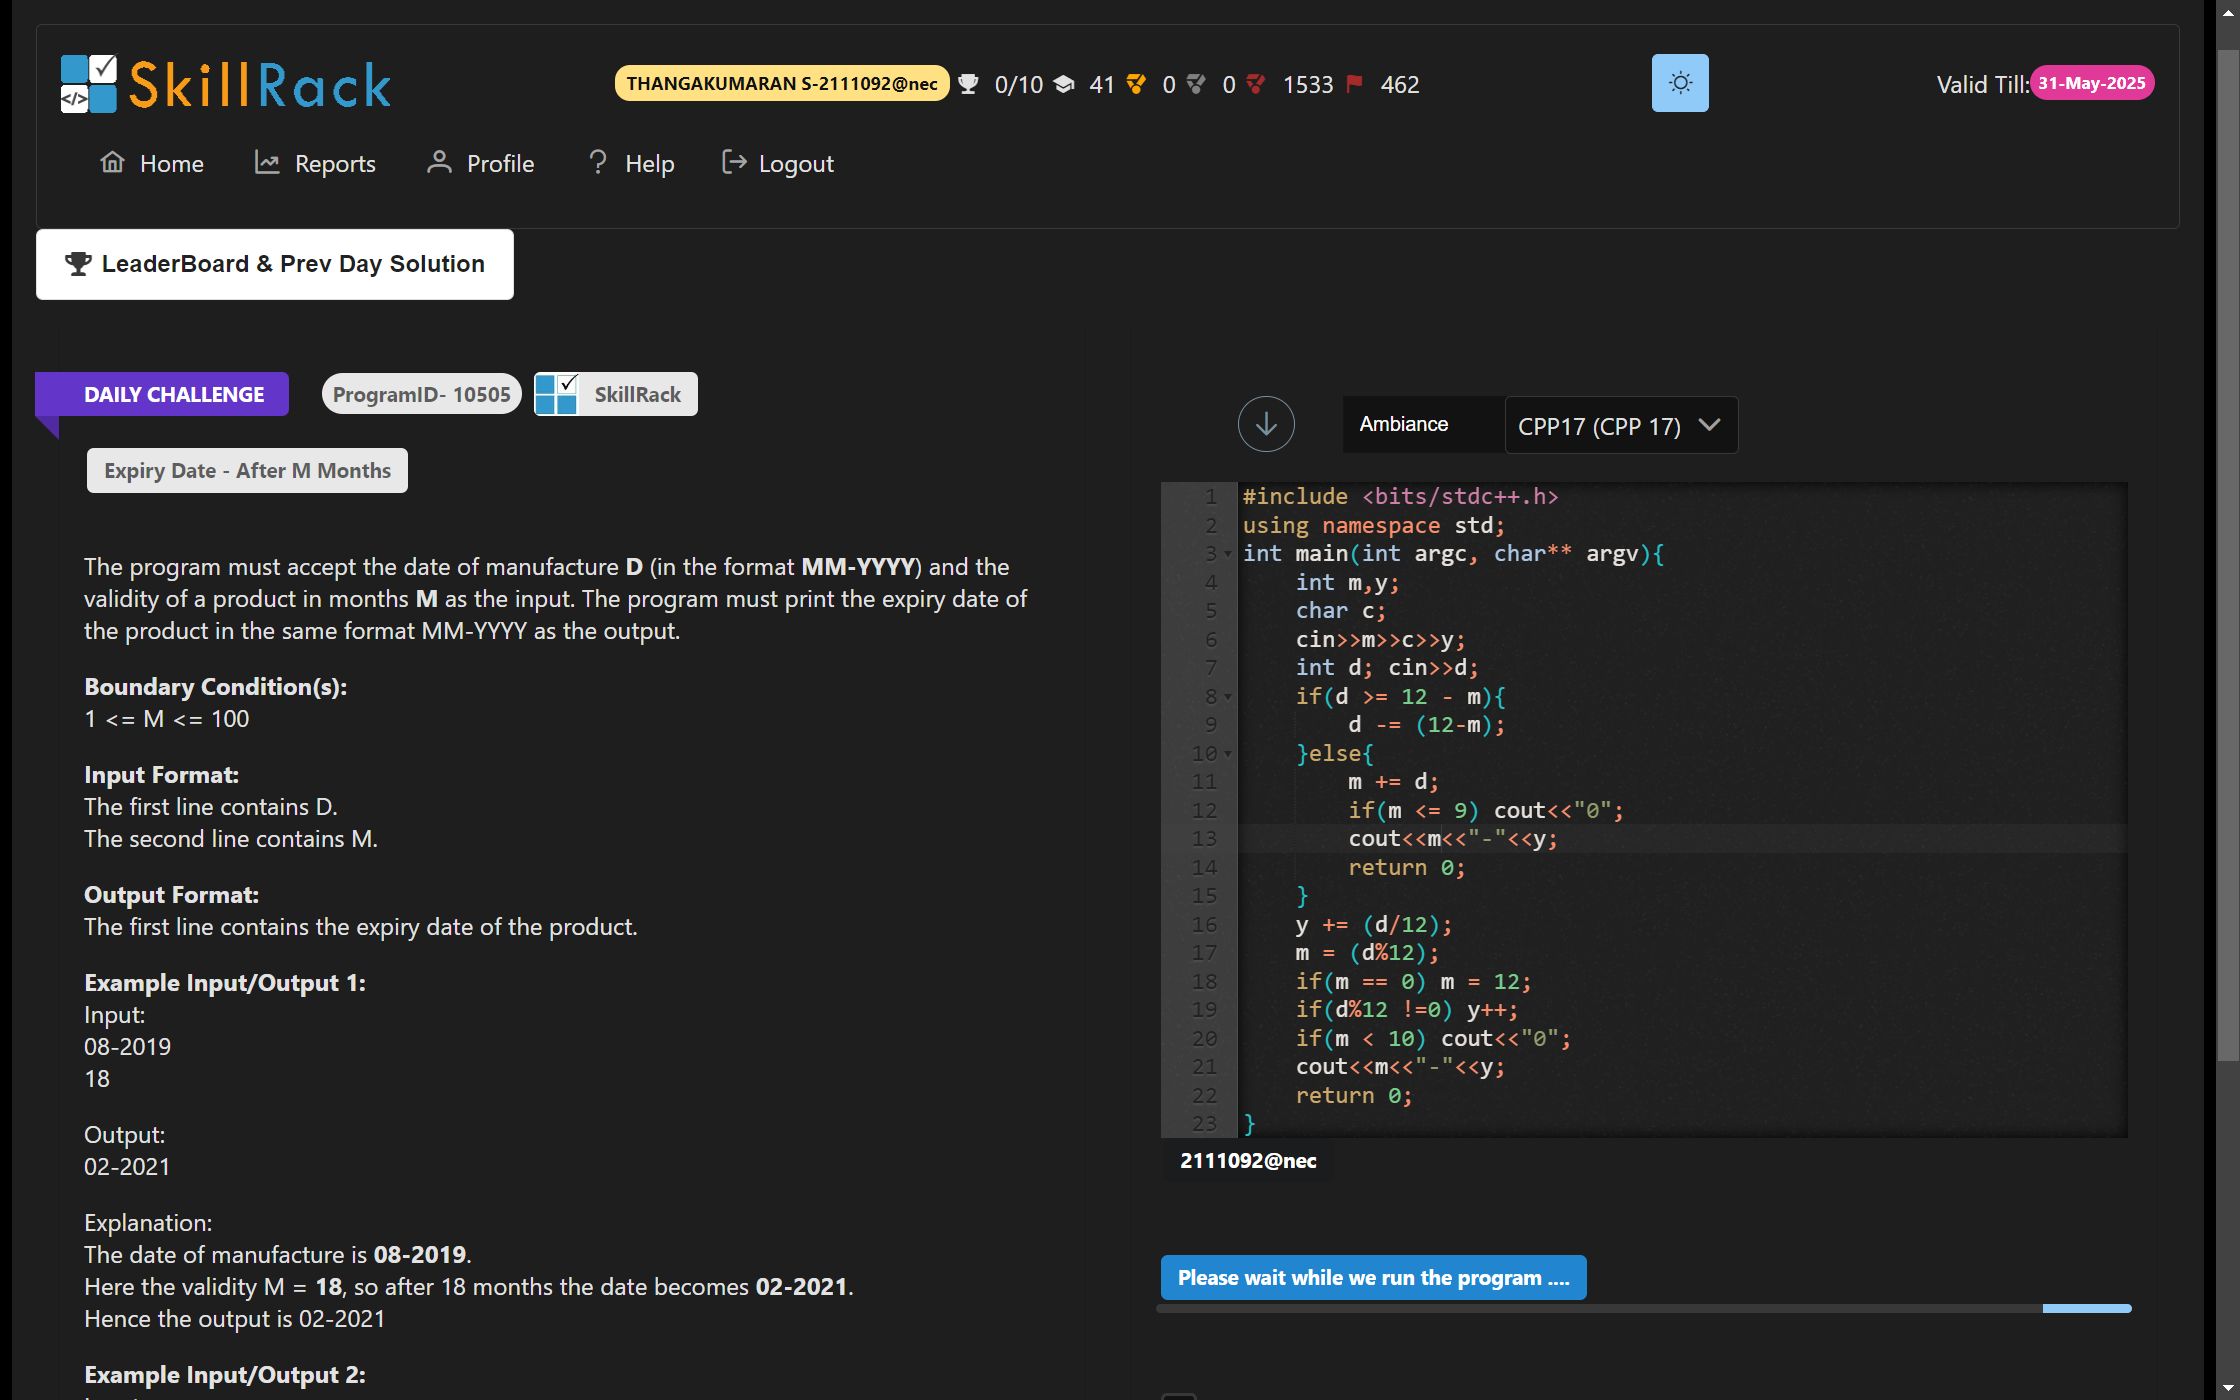 SkillRack
THANGAKUMARAN S-2111092@nec 0/10 41 0 0 1533 462
Valid Till: 31-May-2025
Home Reports Profile Help Logout
LeaderBoard & Prev Day Solution
DAILY CHALLENGE ProgramID- 10505 SkillRack
Expiry Date - After M Months
The program must accept the date of manufacture D (in the format MM-YYYY) and the
validity of a product in months M as the input. The program must print the expiry date of
the product in the same format MM-YYYY as the output.
Boundary Condition(s):
1 <= M <= 100
Input Format:
The first line contains D.
The second line contains M.
Output Format:
The first line contains the expiry date of the product.
Example Input/Output 1:
Input:
08-2019
18
Output:
02-2021
Explanation:
The date of manufacture is 08-2019.
Here the validity M = 18, so after 18 months the date becomes 02-2021.
Hence the output is 02-2021
Example Input/Output 2:
Ambiance CPP17 (CPP 17)
1 #include <bits/stdc++.h>
2 using namespace std;
3 int main(int argc, char** argv){
4     int m,y;
5     char c;
6     cin>>m>>c>>y;
7     int d; cin>>d;
8     if(d >= 12 - m){
9         d -= (12-m);
10     }else{
11         m += d;
12         if(m <= 9) cout<<"0";
13         cout<<m<<"-"<<y;
14         return 0;
15     }
16     y += (d/12);
17     m = (d%12);
18     if(m == 0) m = 12;
19     if(d%12 !=0) y++;
20     if(m < 10) cout<<"0";
21     cout<<m<<"-"<<y;
22     return 0;
23 }
2111092@nec
Please wait while we run the program ....